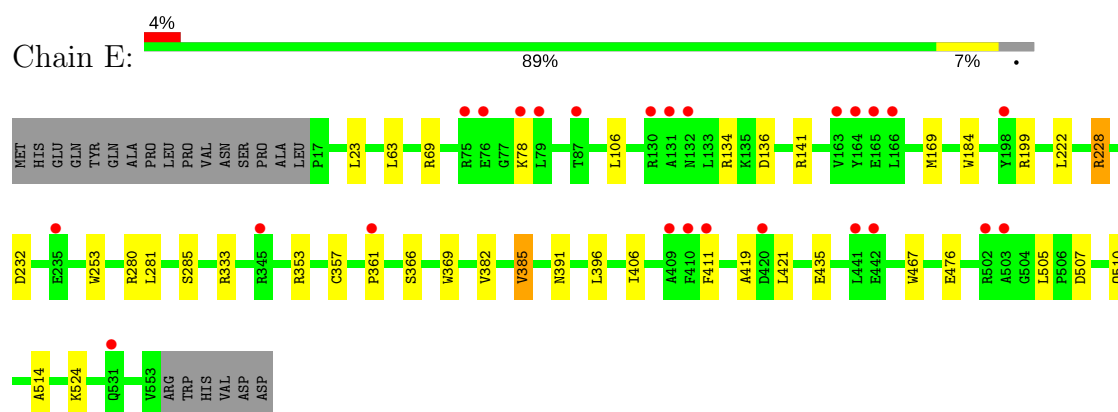 4%
Chain E:
89% 7% •
MET HIS GLU GLN TYR GLN ALA PRO LEU PRO VAL ASN SER PRO ALA LEU P17 L23 L63 R69 R75 E76 G77 K78 L79 T87 L106 R130 A131 N132 L133 R134 K135 D136 R141 V163 Y164 E165 L166 M169 W184 Y198 R199 L222 R228
D232 E235 W253 R280 L281 S285 R333 R345 R353 C357 P361 S366 W369 V382 V385 N391 L396 I406 A409 F410 F411 A419 D420 L421 E435 L441 E442 W467 E476 R502 A503 G504 L505 P506 D507
A514 K524 Q531 V553 ARG TRP HIS VAL ASP ASP